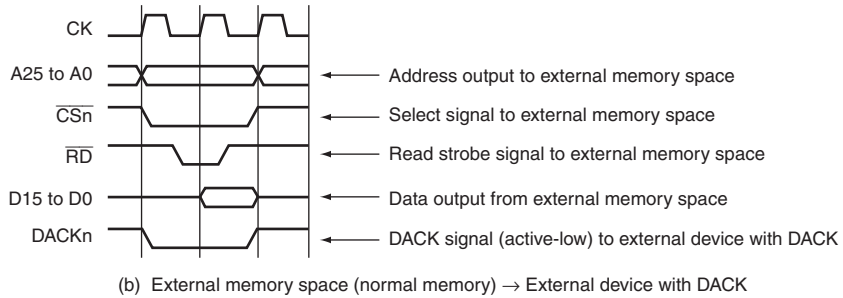 CK
A25 to A0 Address output to external memory space
CSn Select signal to external memory space
RD Read strobe signal to external memory space
D15 to D0 Data output from external memory space
DACKn DACK signal (active-low) to external device with DACK
(b) External memory space (normal memory) → External device with DACK